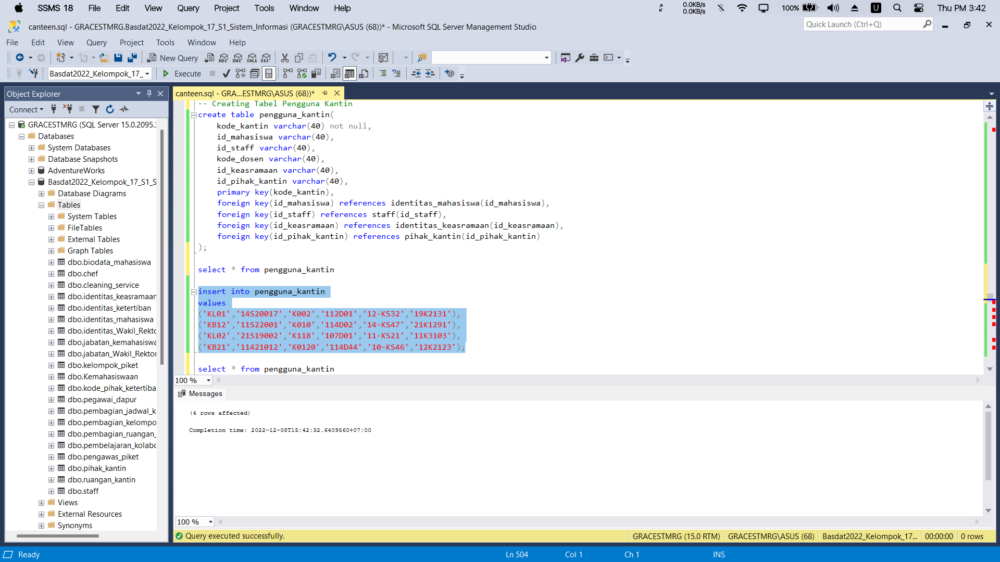 SSMS 18 File Edit View Query Project Tools Window Help 0.0KB/s 0.0KB/s 100% U Thu PM 3:42
canteen.sql - GRACESTMRG.Basdat2022_Kelompok_17_S1_Sistem_Informasi (GRACESTMRG\ASUS (68))* - Microsoft SQL Server Management Studio
Quick Launch (Ctrl+Q)
File Edit View Query Project Tools Window Help
New Query MDX DMX XMLA DAX
Basdat2022_Kelompok_17_ Execute
Object Explorer
Connect
GRACESTMRG (SQL Server 15.0.2095.3
Databases
System Databases
Database Snapshots
AdventureWorks
Basdat2022_Kelompok_17_S1_S
Database Diagrams
Tables
System Tables
FileTables
External Tables
Graph Tables
dbo.biodata_mahasiswa
dbo.chef
dbo.cleaning_service
dbo.identitas_keasramaan
dbo.identitas_ketertiban
dbo.identitas_mahasiswa
dbo.identitas_Wakil_Rekto
dbo.jabatan_kemahasiswa
dbo.jabatan_Wakil_Rektor
dbo.kelompok_piket
dbo.Kemahasiswaan
dbo.kode_pihak_ketertiba
dbo.pegawai_dapur
dbo.pembagian_jadwal_k
dbo.pembagian_kelompo
dbo.pembagian_ruangan_
dbo.pembelajaran_kolabo
dbo.pengawas_piket
dbo.pihak_kantin
dbo.ruangan_kantin
dbo.staff
Views
External Resources
Synonyms
canteen.sql - GRA...ESTMRG\ASUS (68))*
-- Creating Tabel Pengguna Kantin
create table pengguna_kantin(
kode_kantin varchar(40) not null,
id_mahasiswa varchar(40),
id_staff varchar(40),
kode_dosen varchar(40),
id_keasramaan varchar(40),
id_pihak_kantin varchar(40),
primary key(kode_kantin),
foreign key(id_mahasiswa) references identitas_mahasiswa(id_mahasiswa),
foreign key(id_staff) references staff(id_staff),
foreign key(id_keasramaan) references identitas_keasramaan(id_keasramaan),
foreign key(id_pihak_kantin) references pihak_kantin(id_pihak_kantin)
);
select * from pengguna_kantin
insert into pengguna_kantin
values
('KL01','14S20017','K002','112D01','12-KS32','19K2131'),
('KB12','11S22001','K010','114D02','14-KS47','21K1291'),
('KL02','21S19002','K118','107D01','11-KS21','11K3103'),
('KB21','11421012','K0120','114D44','10-KS46','12K2123');
select * from pengguna_kantin
100 %
Messages
(4 rows affected)
Completion time: 2022-12-08T15:42:32.6409560+07:00
100 %
Query executed successfully. GRACESTMRG (15.0 RTM) GRACESTMRG\ASUS (68) Basdat2022_Kelompok_17... 00:00:00 0 rows
Ready Ln 504 Col 1 Ch 1 INS